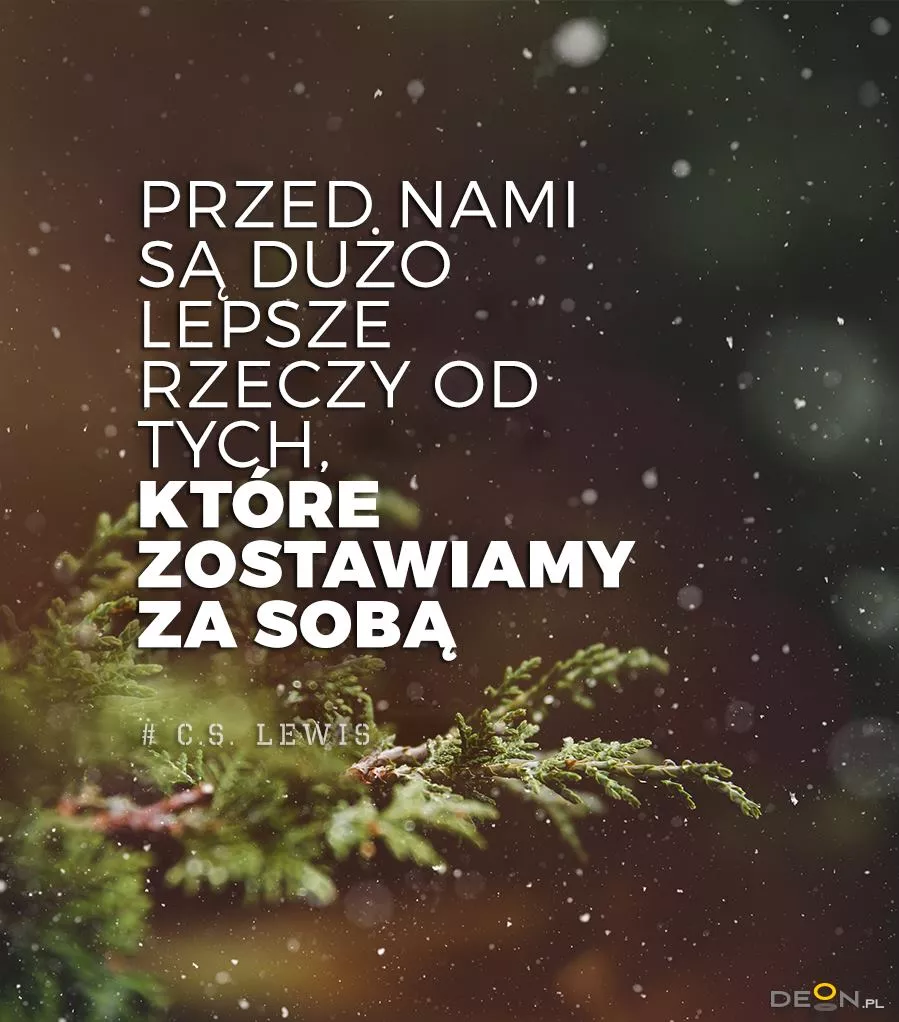 PRZED NAMI
SĄ DUŻO
LEPSZE
RZECZY OD
TYCH,
KTÓRE
ZOSTAWIAMY
ZA SOBĄ
# C.S. LEWIS
DEON.PL